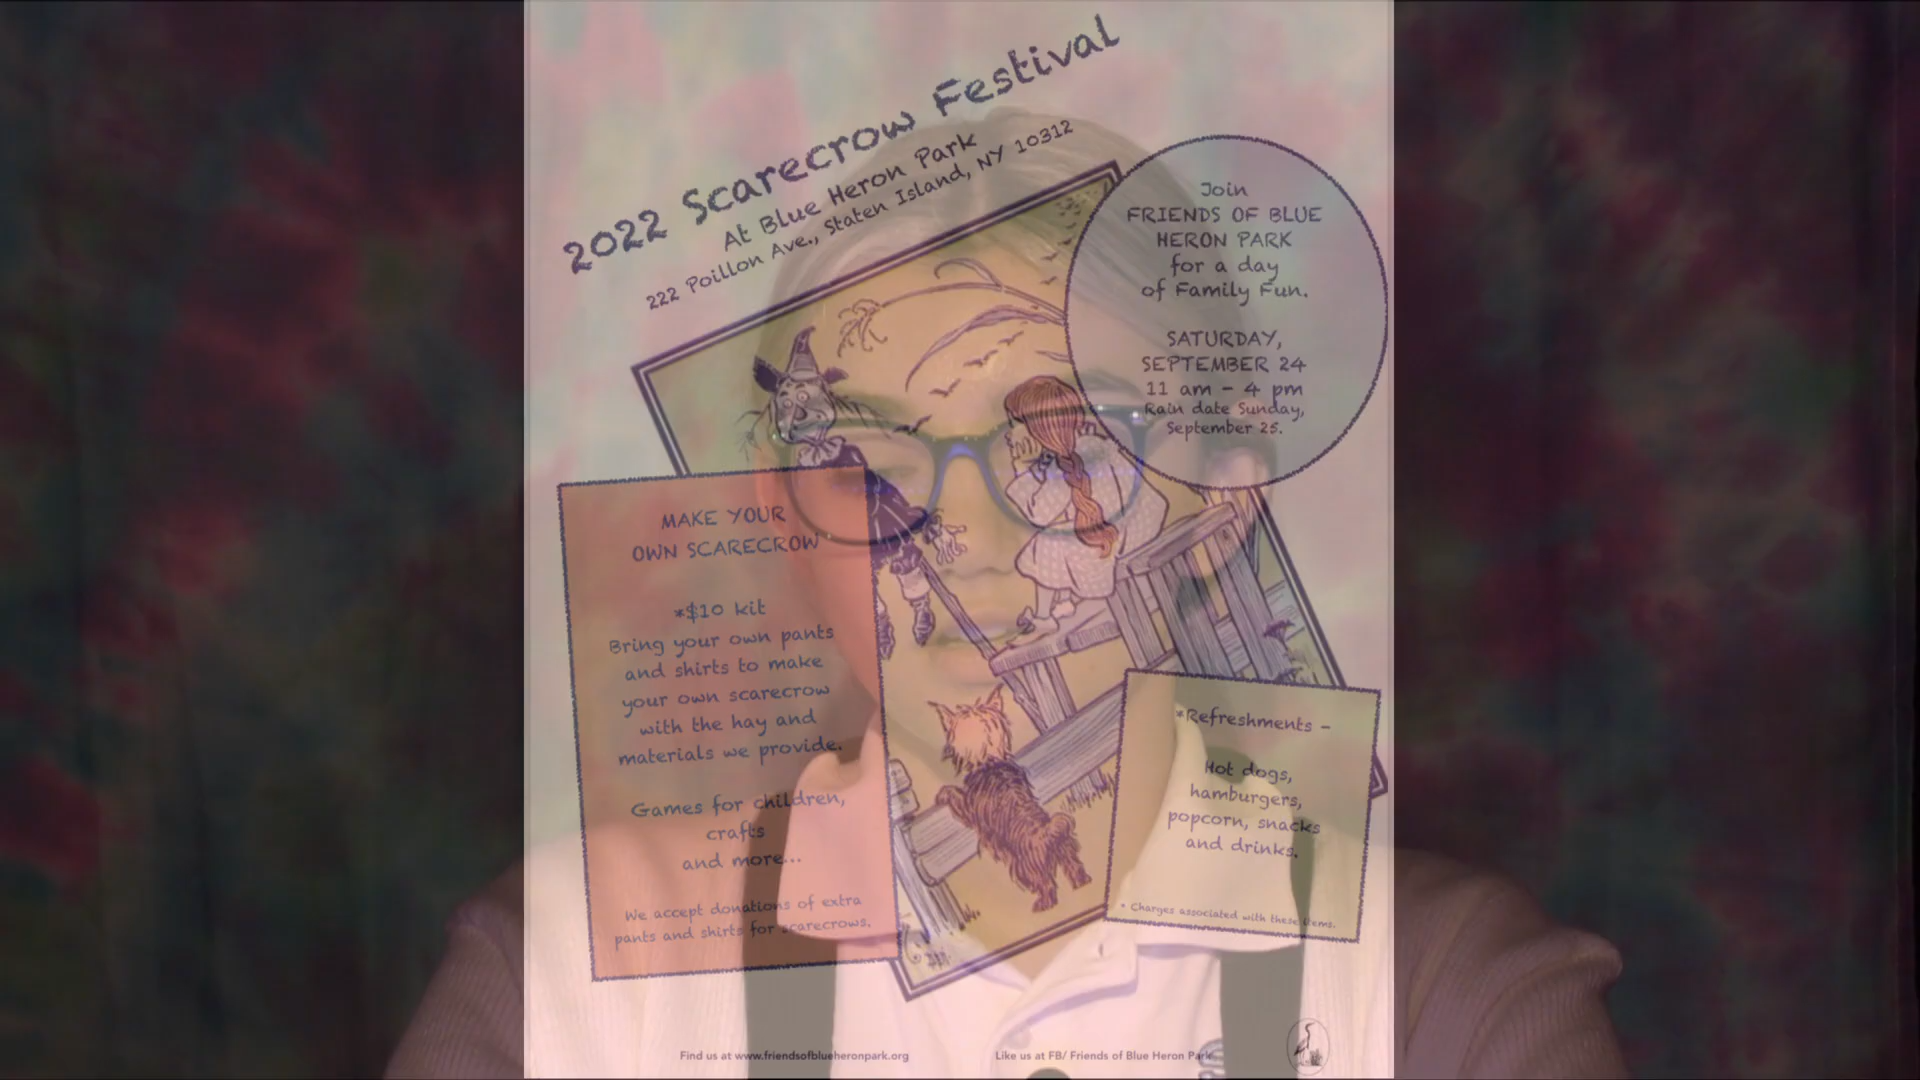 2022 Scarecrow Festival
At Blue Heron Park
222 Poillon Ave., Staten Island, NY 10312
Join
FRIENDS OF BLUE
HERON PARK
for a day
of Family Fun.
SATURDAY,
SEPTEMBER 24
11 am - 4 pm
Rain date Sunday,
September 25.
MAKE YOUR
OWN SCARECROW
*$10 kit
Bring your own pants
and shirts to make
your own scarecrow
with the hay and
materials we provide.
Games for children,
crafts
and more...
We accept donations of extra
pants and shirts for scarecrows.
*Refreshments -
Hot dogs,
hamburgers,
popcorn, snacks
and drinks.
* Charges associated with these items.
Find us at www.friendsofblueheronpark.org
Like us at FB/ Friends of Blue Heron Park